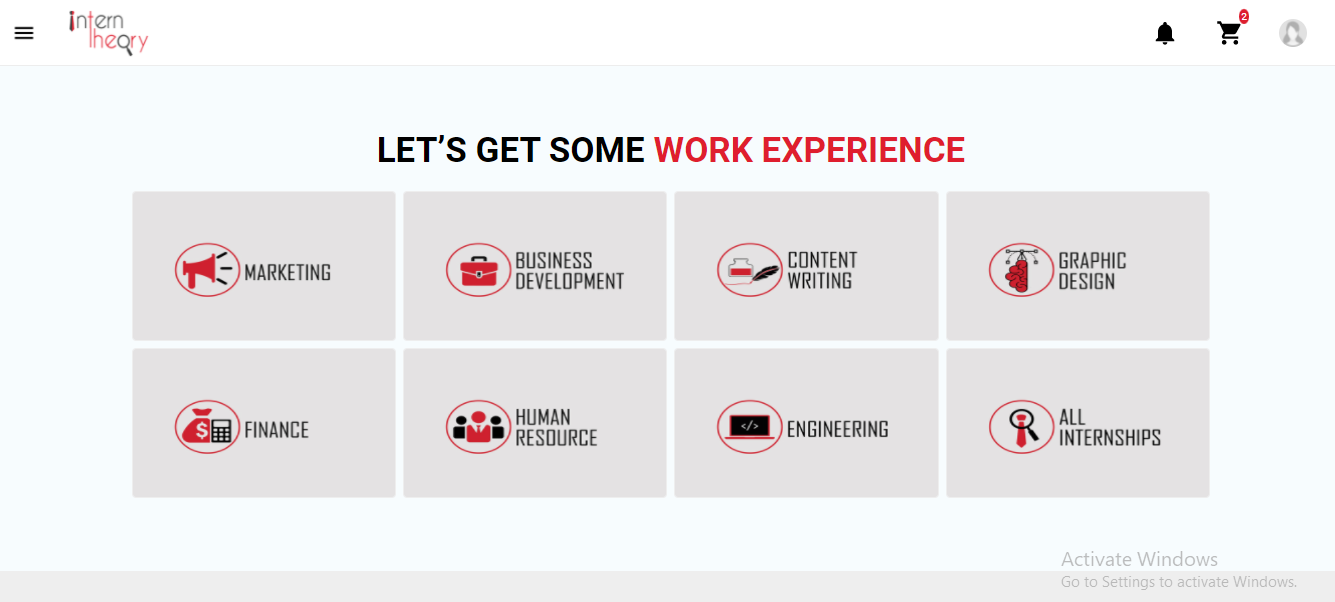 intern
Theory
2
LET’S GET SOME WORK EXPERIENCE
MARKETING
BUSINESS
DEVELOPMENT
CONTENT
WRITING
GRAPHIC
DESIGN
$
FINANCE
HUMAN
RESOURCE
</>
ENGINEERING
ALL
INTERNSHIPS
Activate Windows
Go to Settings to activate Windows.